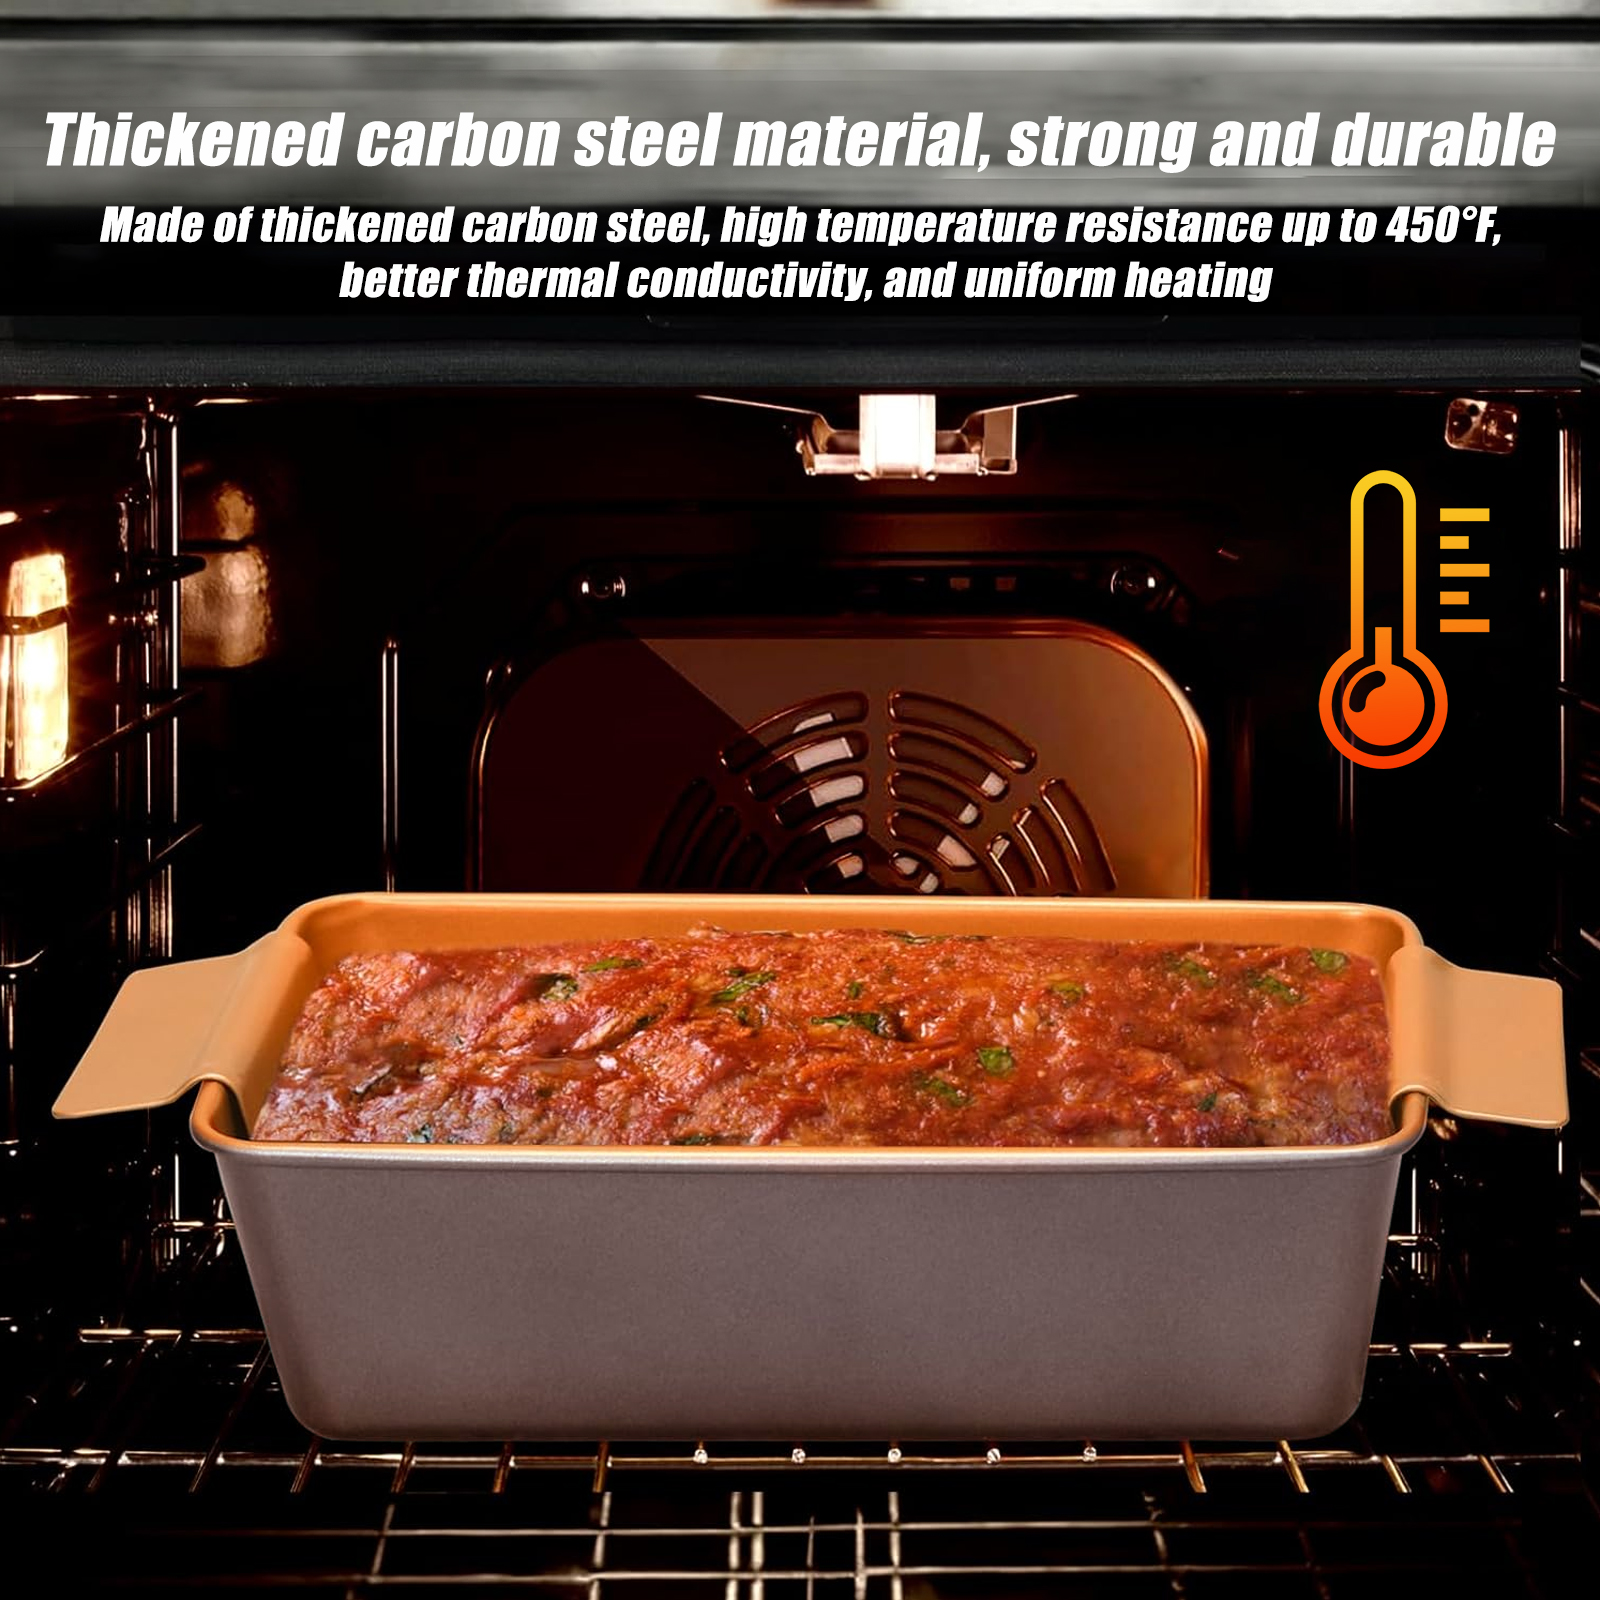 Thickened carbon steel material, strong and durable
Made of thickened carbon steel, high temperature resistance up to 450°F,
better thermal conductivity, and uniform heating